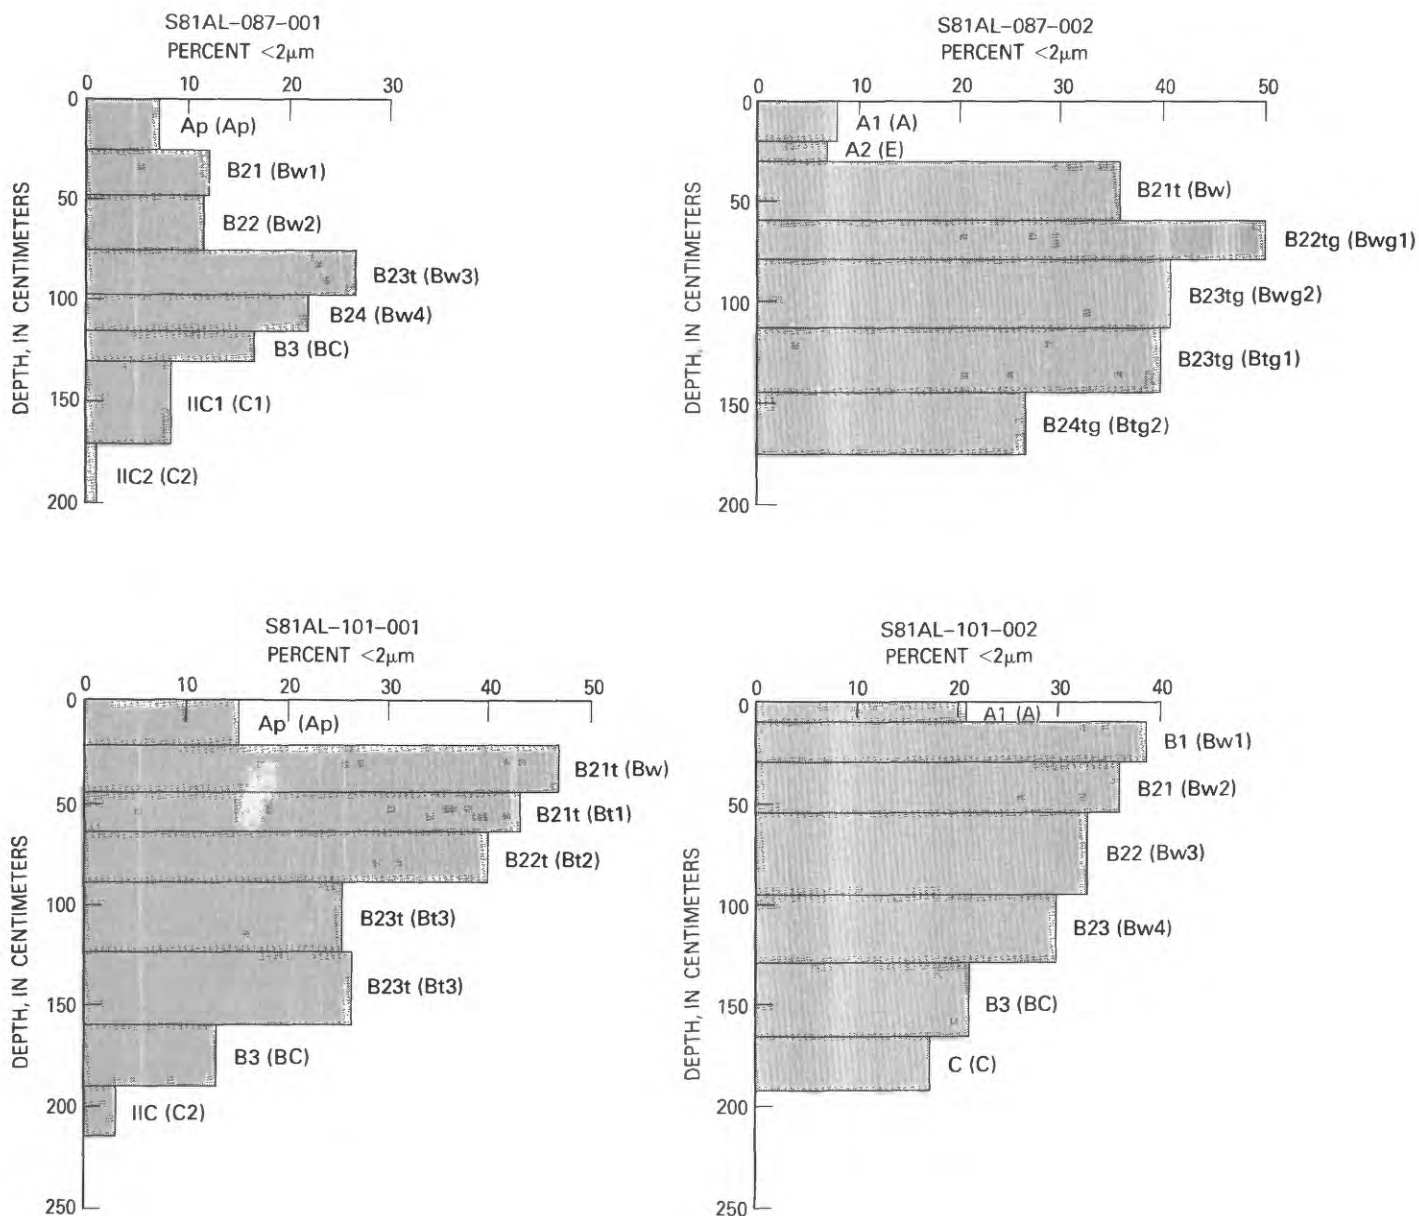 S81AL-087-001
PERCENT <2μm
0 10 20 30
0
50
100
150
200
DEPTH, IN CENTIMETERS
Ap (Ap)
B21 (Bw1)
B22 (Bw2)
B23t (Bw3)
B24 (Bw4)
B3 (BC)
IIC1 (C1)
IIC2 (C2)
S81AL-087-002
PERCENT <2μm
0 10 20 30 40 50
0
50
100
150
200
DEPTH, IN CENTIMETERS
A1 (A)
A2 (E)
B21t (Bw)
B22tg (Bwg1)
B23tg (Bwg2)
B23tg (Btg1)
B24tg (Btg2)
S81AL-101-001
PERCENT <2μm
0 10 20 30 40 50
0
50
100
150
200
250
DEPTH, IN CENTIMETERS
Ap (Ap)
B21t (Bw)
B21t (Bt1)
B22t (Bt2)
B23t (Bt3)
B23t (Bt3)
B3 (BC)
IIC (C2)
S81AL-101-002
PERCENT <2μm
0 10 20 30 40
0
50
100
150
200
250
DEPTH, IN CENTIMETERS
A1 (A)
B1 (Bw1)
B21 (Bw2)
B22 (Bw3)
B23 (Bw4)
B3 (BC)
C (C)